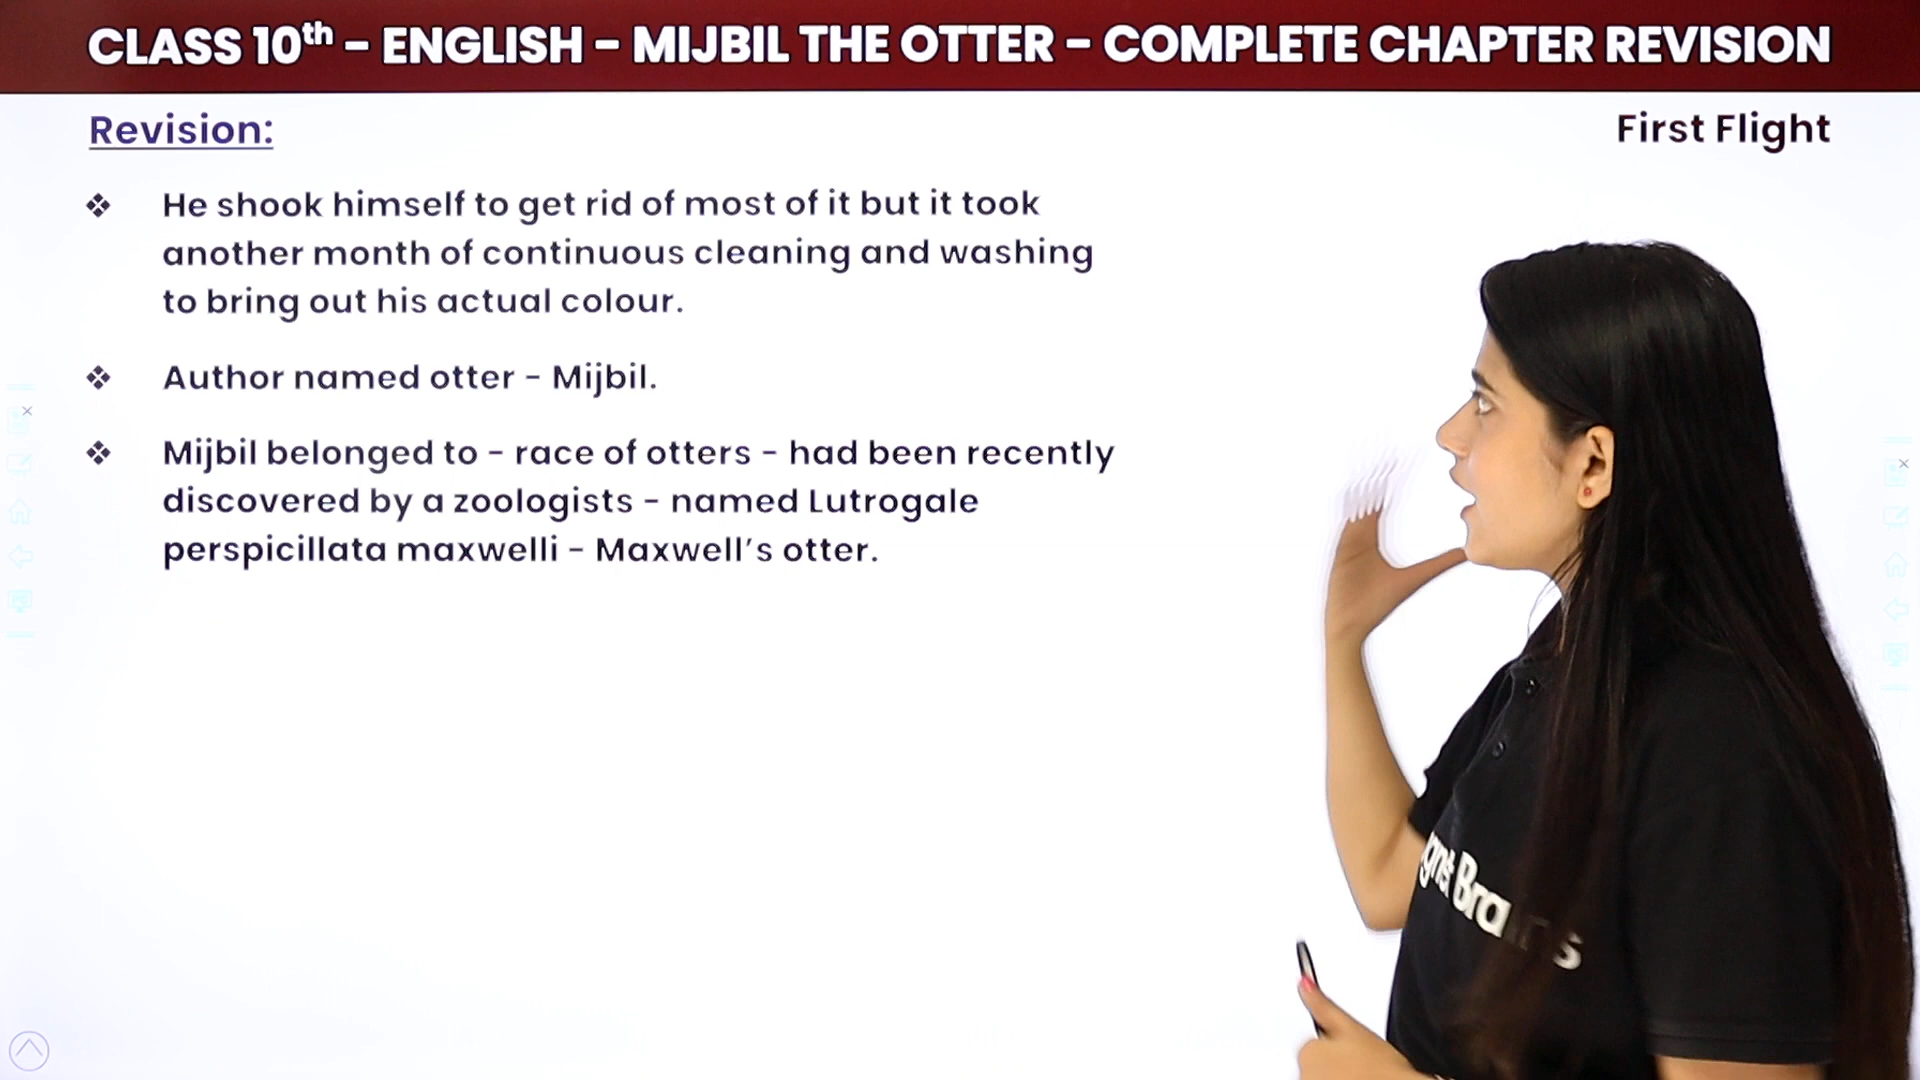 CLASS 10th – ENGLISH – MIJBIL THE OTTER – COMPLETE CHAPTER REVISION
Revision:
First Flight
❖ He shook himself to get rid of most of it but it took
another month of continuous cleaning and washing
to bring out his actual colour.
❖ Author named otter – Mijbil.
❖ Mijbil belonged to – race of otters – had been recently
discovered by a zoologists – named Lutrogale
perspicillata maxwelli – Maxwell's otter.